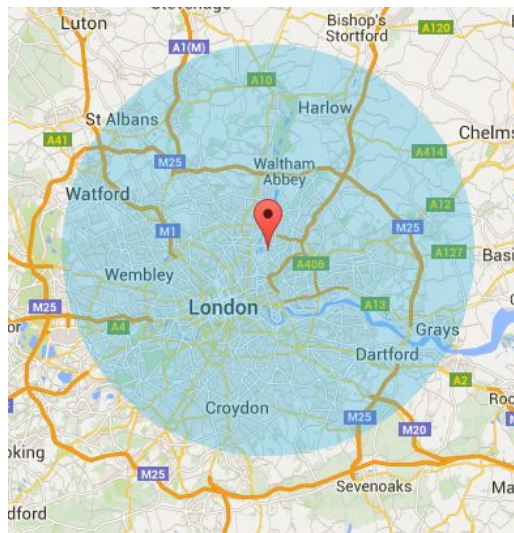 Luton
Bishop's
Stortford
A1(M)
A120
A10
Harlow
St Albans
Chelms
A41
M25
Waltham
Abbey
A414
Watford
A12
M1
M25
A127
Wembley
A406
Basi
M25
London
A13
A4
Grays
Dartford
A2
Croydon
Roc
M25
M20
M
oking
M25
Sevenoaks
Ma
dford